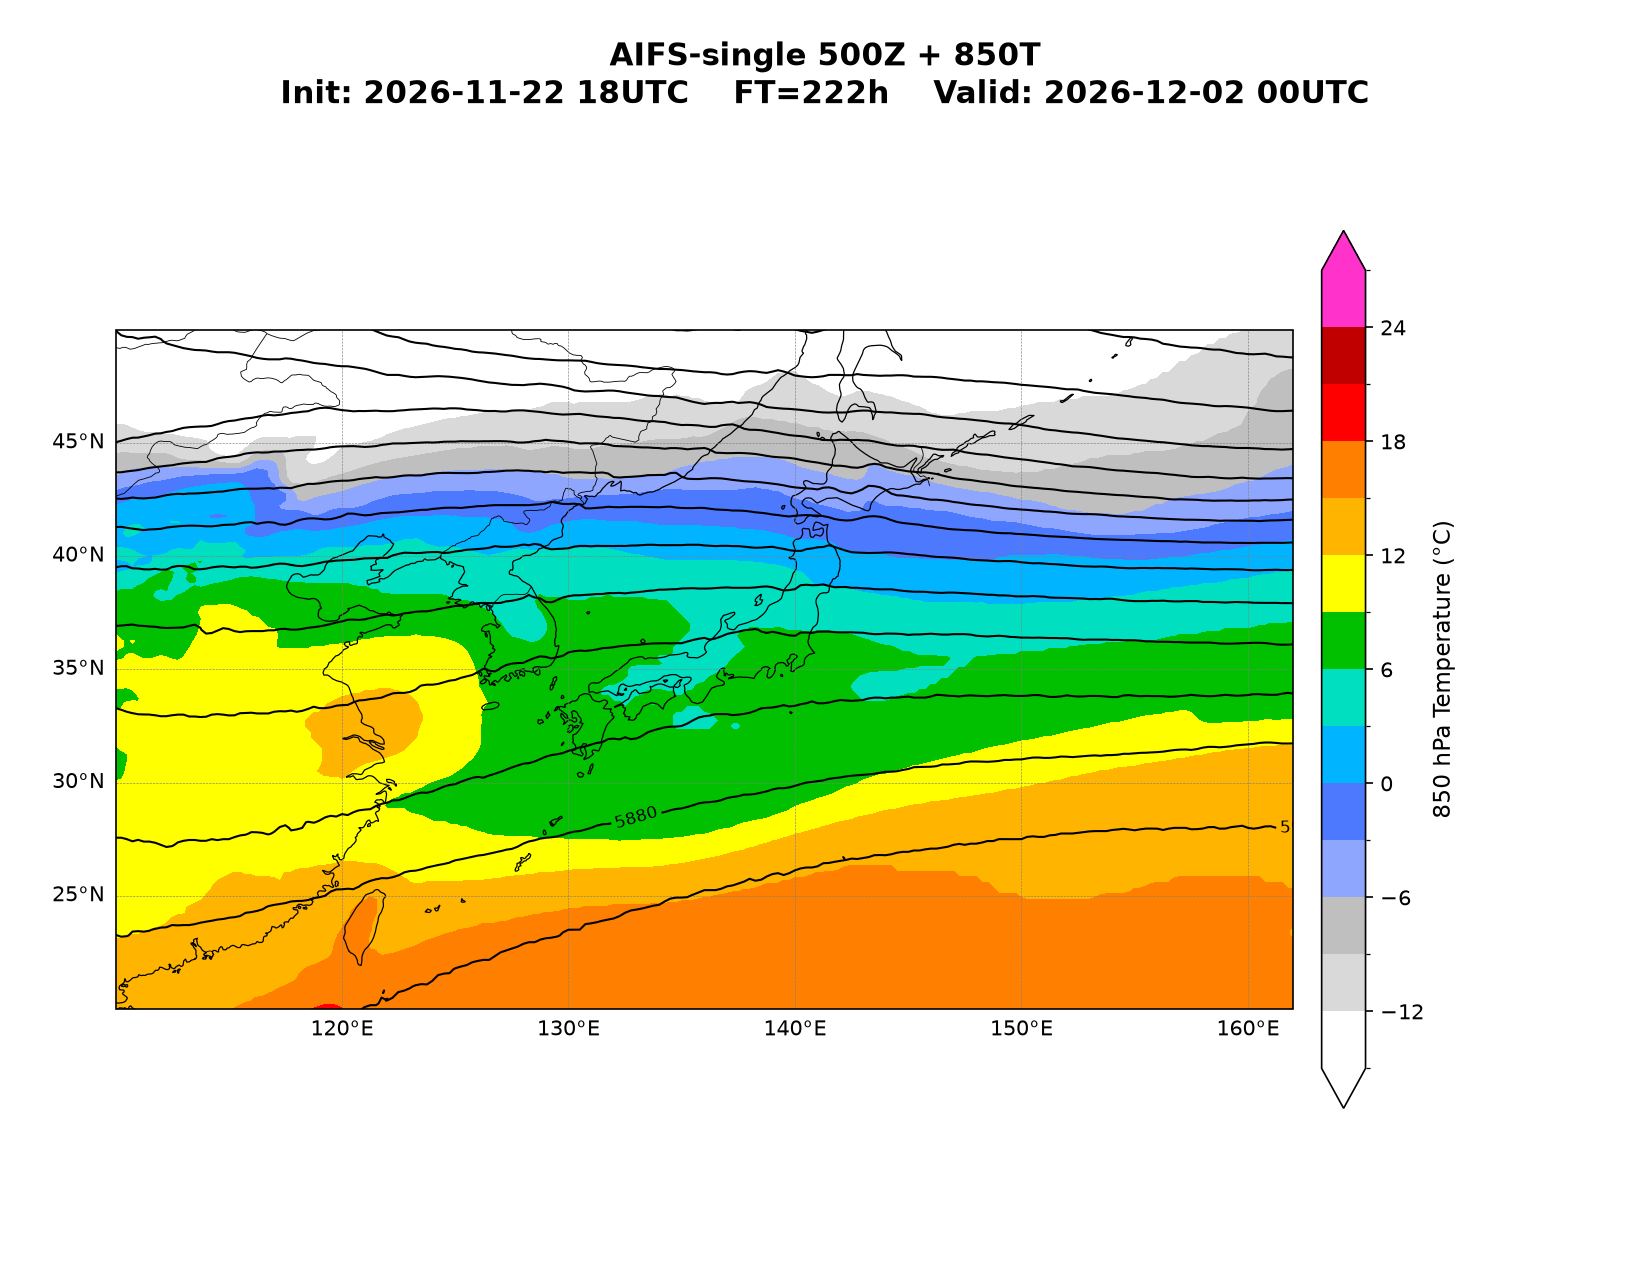 AIFS-single 500Z + 850T
Init: 2026-11-22 18UTC    FT=222h    Valid: 2026-12-02 00UTC
45°N
40°N
35°N
30°N
25°N
120°E
130°E
140°E
150°E
160°E
5880
5
24
18
12
6
0
−6
−12
850 hPa Temperature (°C)